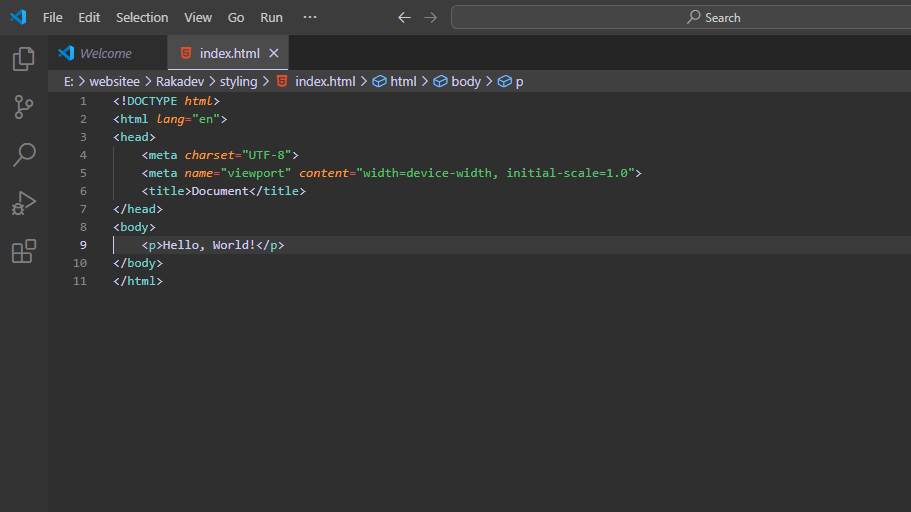 File Edit Selection View Go Run ··· Search
Welcome index.html
E: > websitee > Rakadev > styling > index.html > html > body > p
1 <!DOCTYPE html>
2 <html lang="en">
3 <head>
4     <meta charset="UTF-8">
5     <meta name="viewport" content="width=device-width, initial-scale=1.0">
6     <title>Document</title>
7 </head>
8 <body>
9     <p>Hello, World!</p>
10 </body>
11 </html>